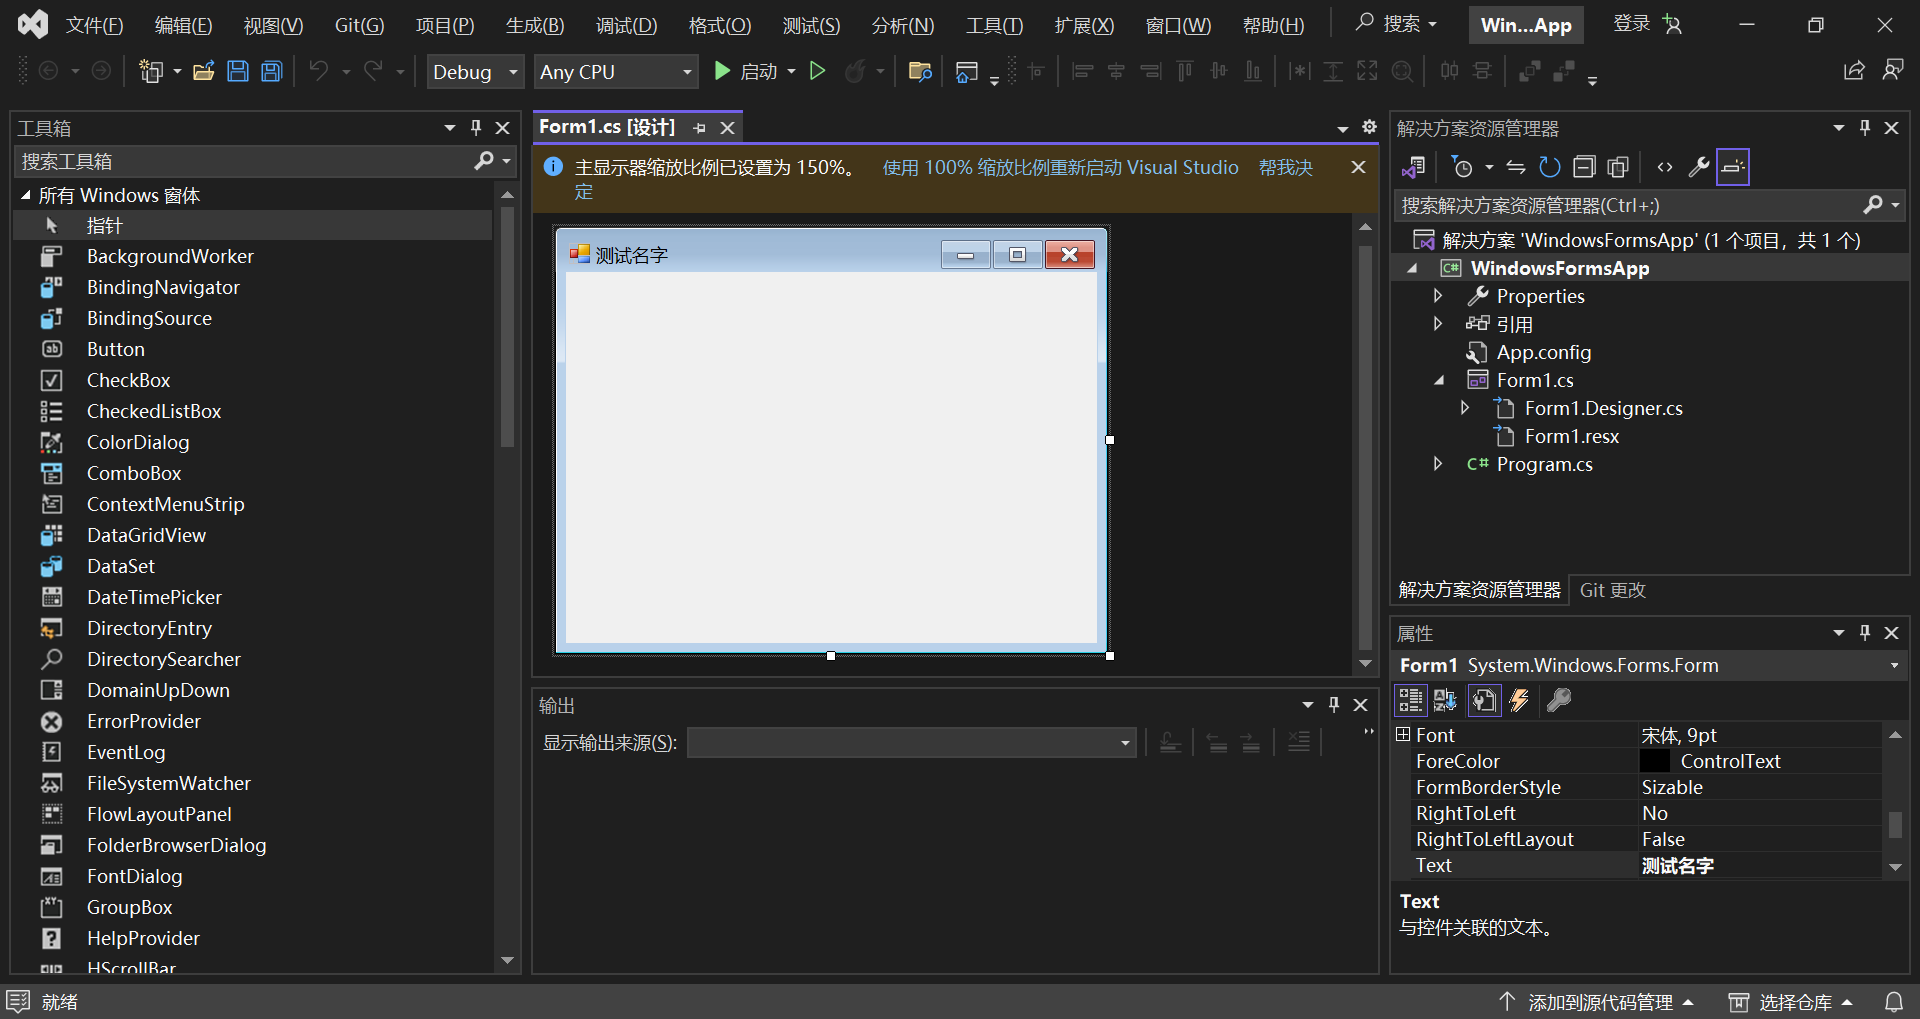 文件(F) 编辑(E) 视图(V) Git(G) 项目(P) 生成(B) 调试(D) 格式(O) 测试(S) 分析(N) 工具(T) 扩展(X) 窗口(W) 帮助(H) 搜索 Win...App 登录
Debug Any CPU 启动
工具箱
搜索工具箱
所有 Windows 窗体
指针
BackgroundWorker
BindingNavigator
BindingSource
Button
CheckBox
CheckedListBox
ColorDialog
ComboBox
ContextMenuStrip
DataGridView
DataSet
DateTimePicker
DirectoryEntry
DirectorySearcher
DomainUpDown
ErrorProvider
EventLog
FileSystemWatcher
FlowLayoutPanel
FolderBrowserDialog
FontDialog
GroupBox
HelpProvider
HScrollBar
Form1.cs [设计]
主显示器缩放比例已设置为 150%。 使用 100% 缩放比例重新启动 Visual Studio 帮我决
定
测试名字
输出
显示输出来源(S):
解决方案资源管理器
搜索解决方案资源管理器(Ctrl+;)
解决方案 'WindowsFormsApp' (1 个项目，共 1 个)
C# WindowsFormsApp
Properties
引用
App.config
Form1.cs
Form1.Designer.cs
Form1.resx
C# Program.cs
解决方案资源管理器 Git 更改
属性
Form1 System.Windows.Forms.Form
Font 宋体, 9pt
ForeColor ControlText
FormBorderStyle Sizable
RightToLeft No
RightToLeftLayout False
Text 测试名字
Text
与控件关联的文本。
就绪 添加到源代码管理 选择仓库